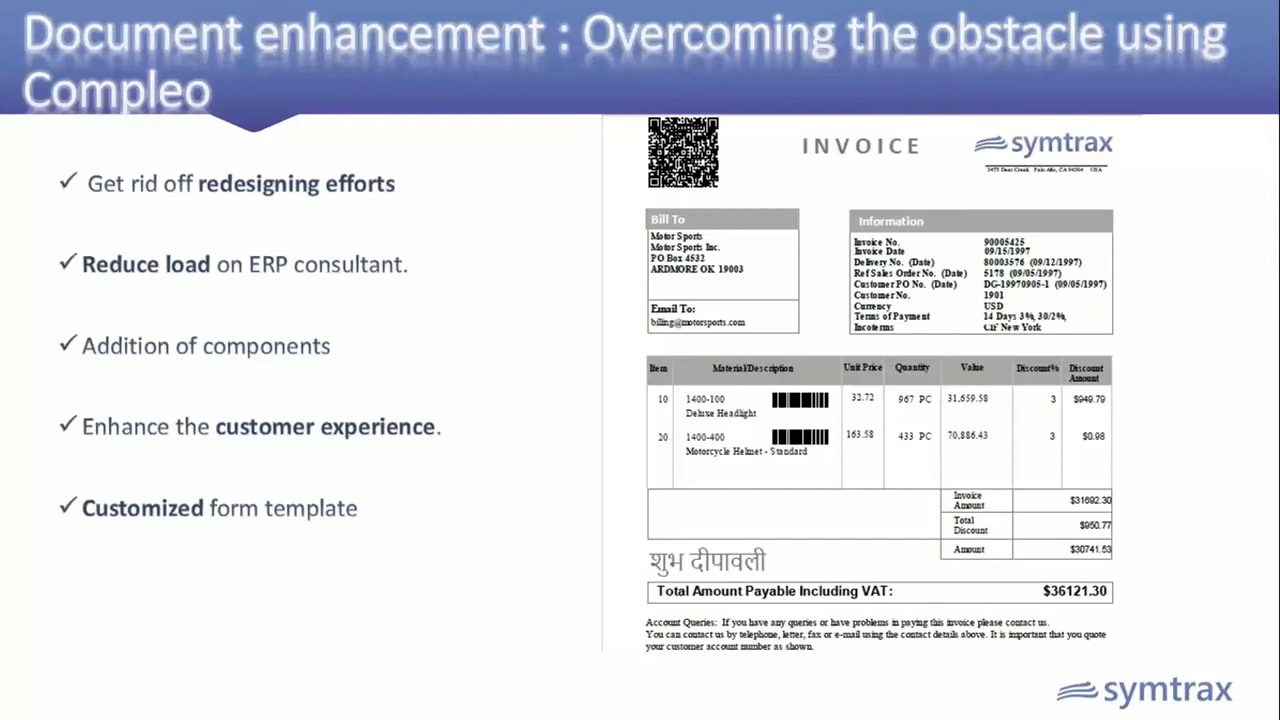 Document enhancement : Overcoming the obstacle using
Compleo
✓ Get rid off redesigning efforts
✓ Reduce load on ERP consultant.
✓ Addition of components
✓ Enhance the customer experience.
✓ Customized form template
INVOICE
symtrax
3475 Deer Creek Palo Alto, CA 94304 USA
Bill To
Motor Sports
Motor Sports Inc.
PO Box 4532
ARDMORE OK 19003
Email To:
billing@motorsports.com
Information
Invoice No. 90005425
Invoice Date 09/15/1997
Delivery No. (Date) 80003576 (09/12/1997)
Ref Sales Order No. (Date) 5178 (09/05/1997)
Customer PO No. (Date) DG-19970905-1 (09/05/1997)
Customer No. 1901
Currency USD
Terms of Payment 14 Days 3%, 30/2%,
Incoterms CIF New York
Item Material/Description Unit Price Quantity Value Discount% Discount
Amount
10 1400-100 32.72 967 PC 31,659.58 3 $949.79
Deluxe Headlight
20 1400-400 163.58 433 PC 70,886.43 3 $0.98
Motorcycle Helmet - Standard
Invoice
Amount $31692.30
Total
Discount $950.77
Amount $30741.53
शुभ दीपावली
Total Amount Payable Including VAT: $36121.30
Account Queries: If you have any queries or have problems in paying this invoice please contact us.
You can contact us by telephone, letter, fax or e-mail using the contact details above. It is important that you quote
your customer account number as shown.
symtrax